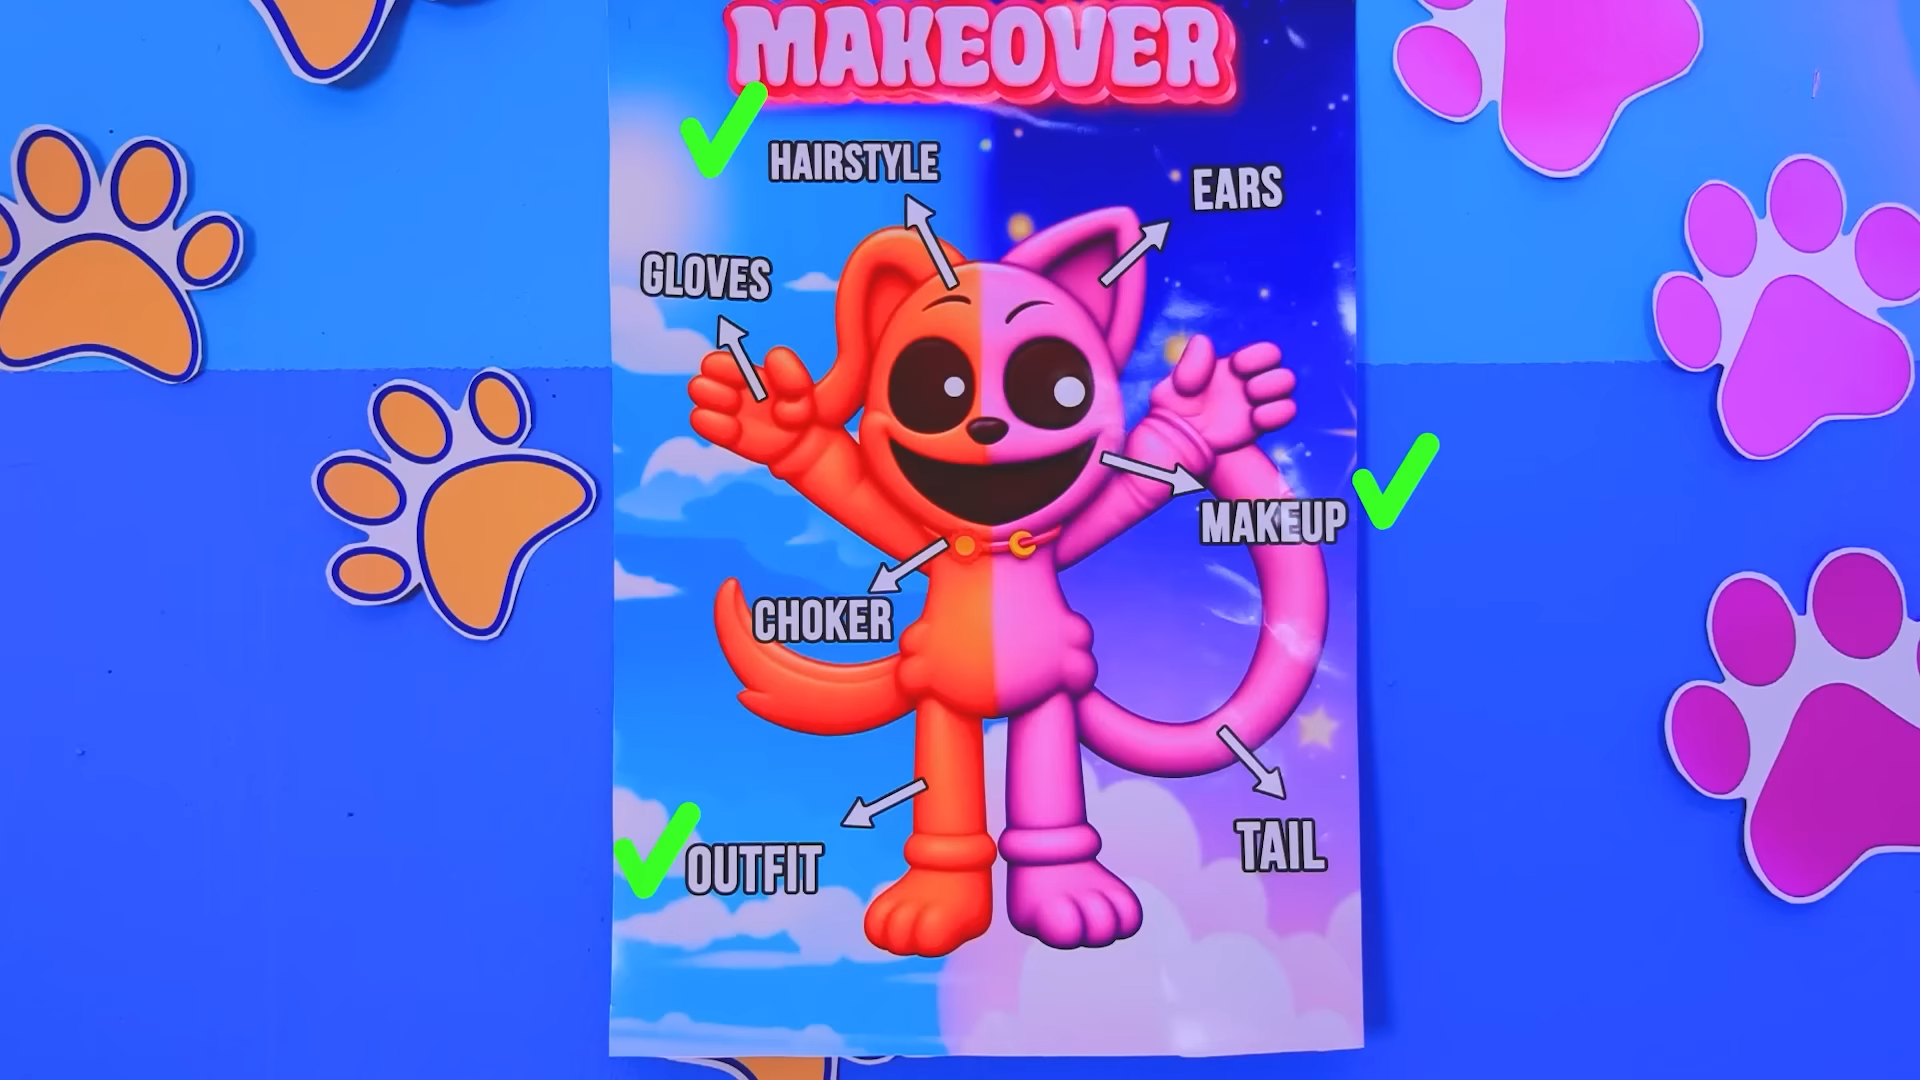 MAKEOVER
HAIRSTYLE
EARS
GLOVES
MAKEUP
CHOKER
TAIL
OUTFIT